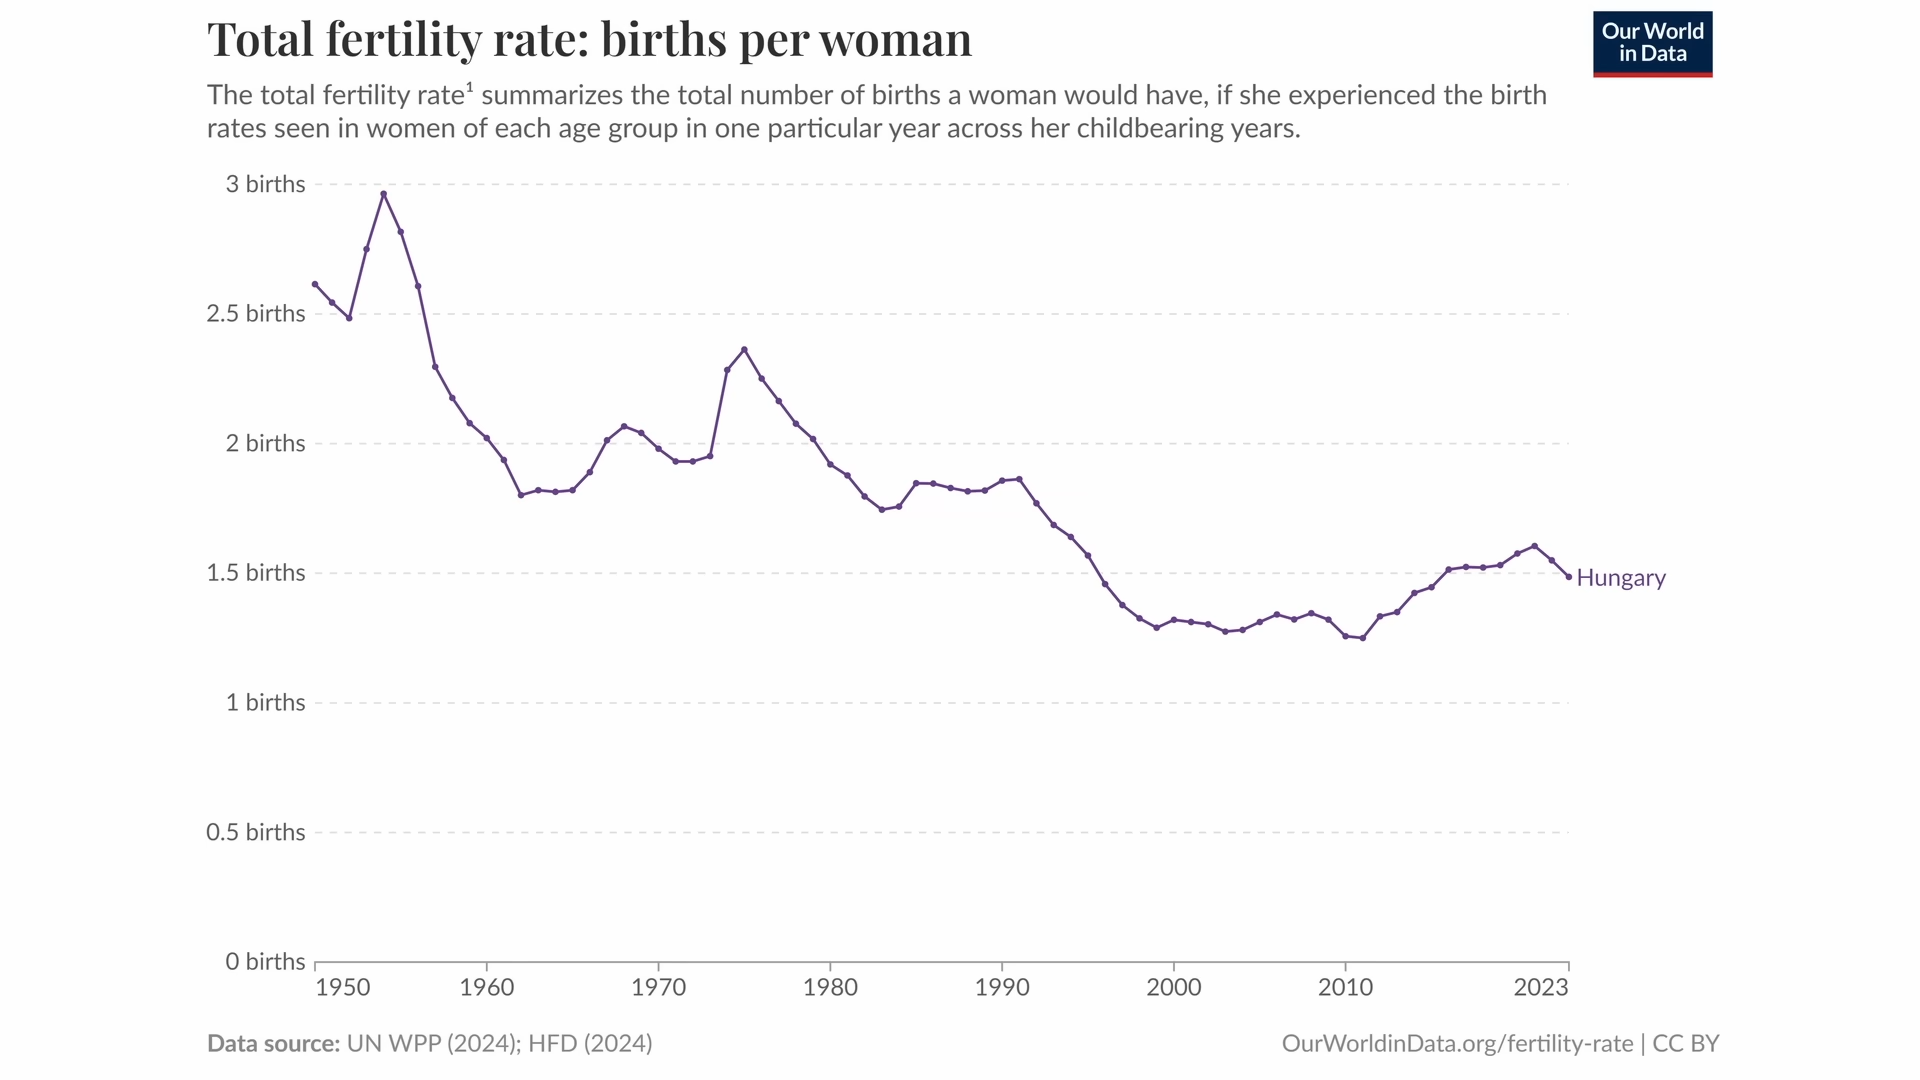 Total fertility rate: births per woman
Our World
in Data
The total fertility rate¹ summarizes the total number of births a woman would have, if she experienced the birth
rates seen in women of each age group in one particular year across her childbearing years.
3 births
2.5 births
2 births
1.5 births
Hungary
1 births
0.5 births
0 births
1950 1960 1970 1980 1990 2000 2010 2023
Data source: UN WPP (2024); HFD (2024)
OurWorldinData.org/fertility-rate | CC BY